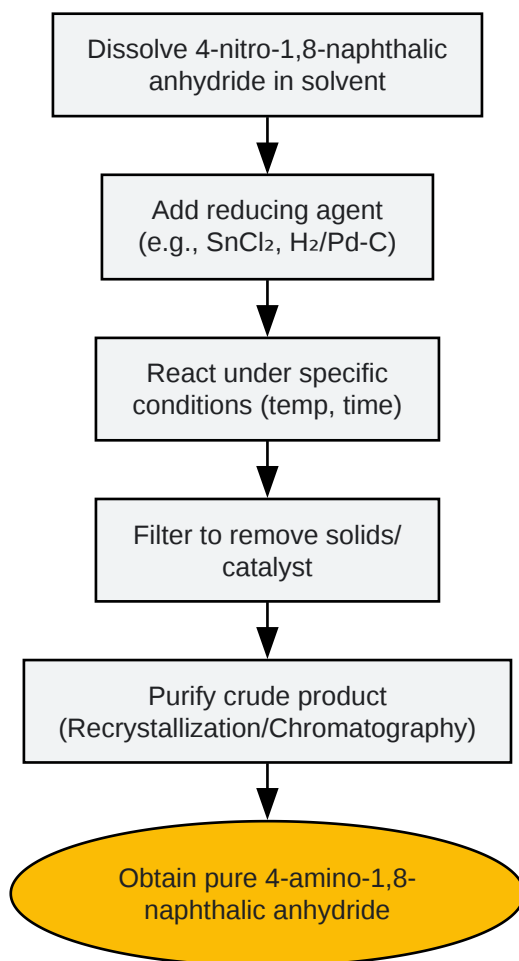 Dissolve 4-nitro-1,8-naphthalic
anhydride in solvent
Add reducing agent
(e.g., SnCl₂, H₂/Pd-C)
React under specific
conditions (temp, time)
Filter to remove solids/
catalyst
Purify crude product
(Recrystallization/Chromatography)
Obtain pure 4-amino-1,8-
naphthalic anhydride